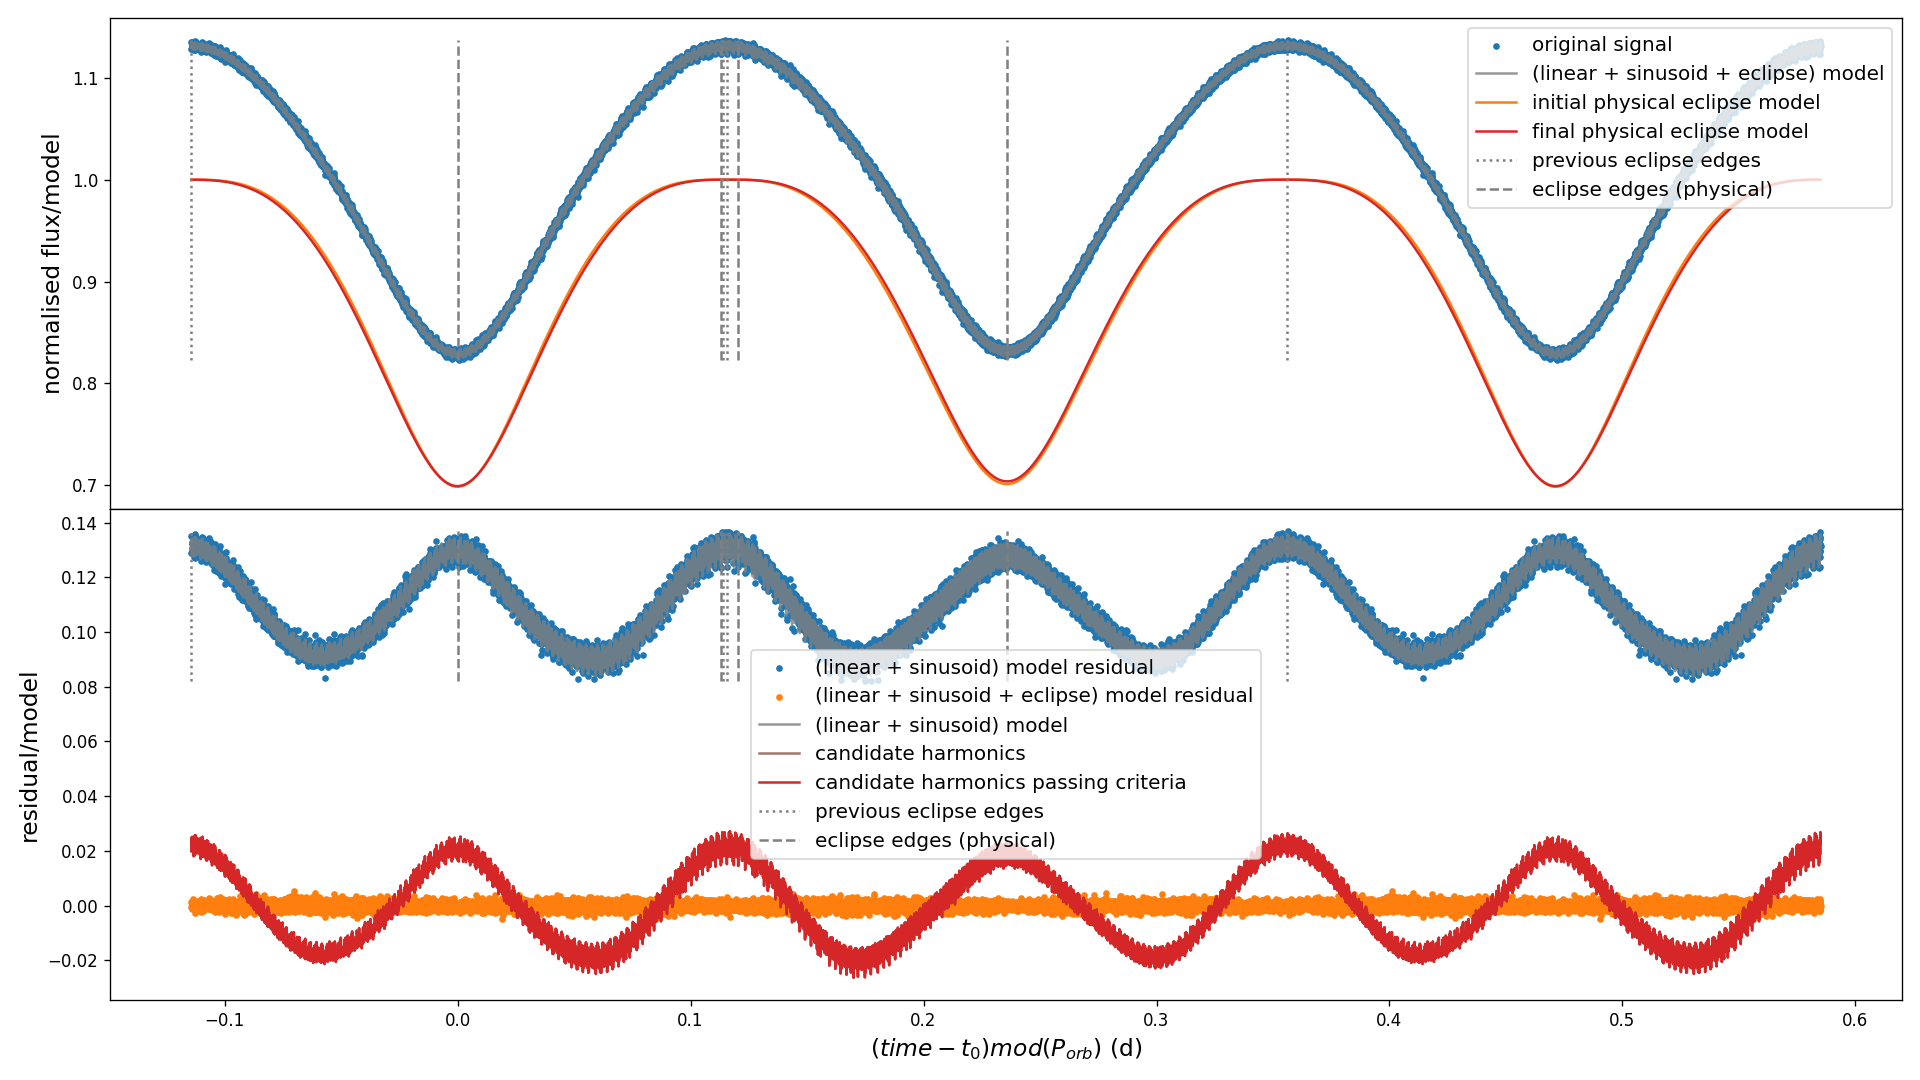 normalised flux/model
1.1
1.0
0.9
0.8
0.7
original signal
(linear + sinusoid + eclipse) model
initial physical eclipse model
final physical eclipse model
previous eclipse edges
eclipse edges (physical)
residual/model
0.14
0.12
0.10
0.08
0.06
0.04
0.02
0.00
−0.02
(linear + sinusoid) model residual
(linear + sinusoid + eclipse) model residual
(linear + sinusoid) model
candidate harmonics
candidate harmonics passing criteria
previous eclipse edges
eclipse edges (physical)
−0.1 0.0 0.1 0.2 0.3 0.4 0.5 0.6
(time − t₀)mod(Pₒᵣb) (d)